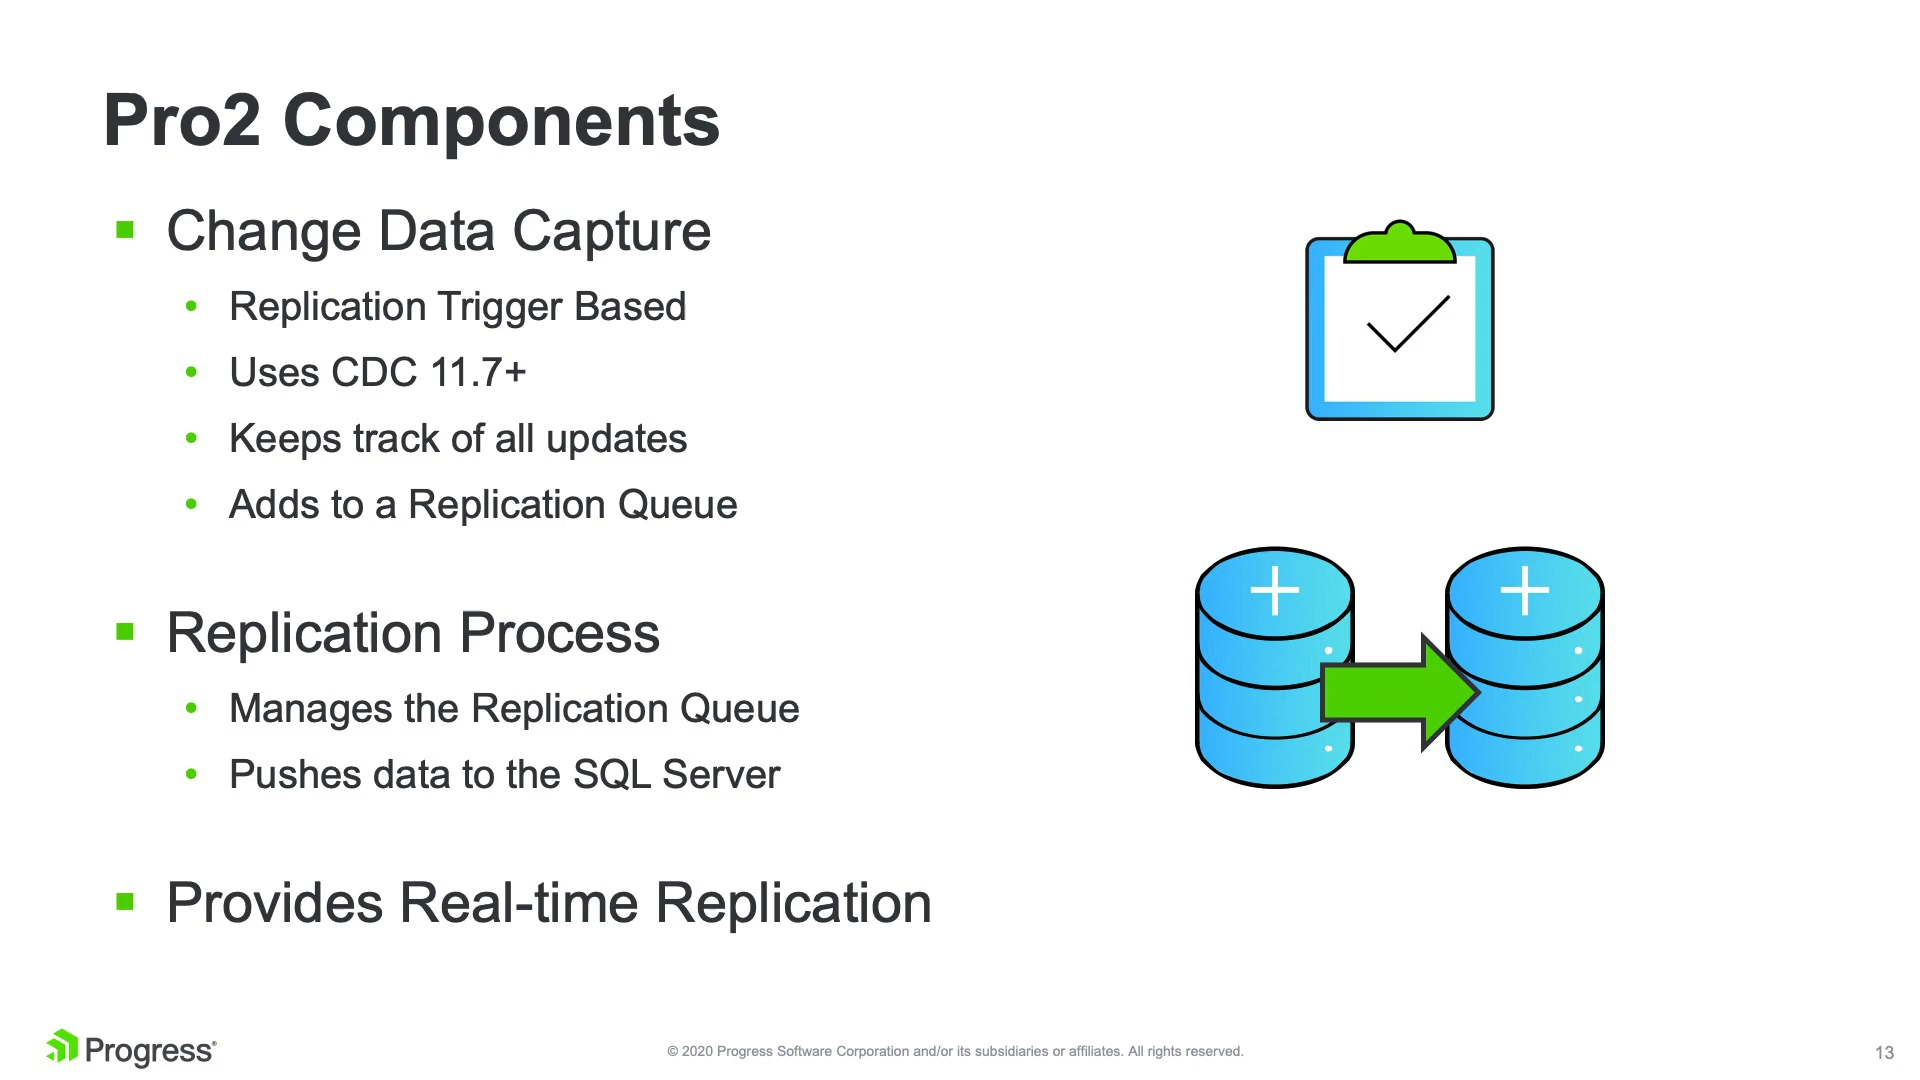 Pro2 Components
Change Data Capture
Replication Trigger Based
Uses CDC 11.7+
Keeps track of all updates
Adds to a Replication Queue
Replication Process
Manages the Replication Queue
Pushes data to the SQL Server
Provides Real-time Replication
Progress®
© 2020 Progress Software Corporation and/or its subsidiaries or affiliates. All rights reserved.
13